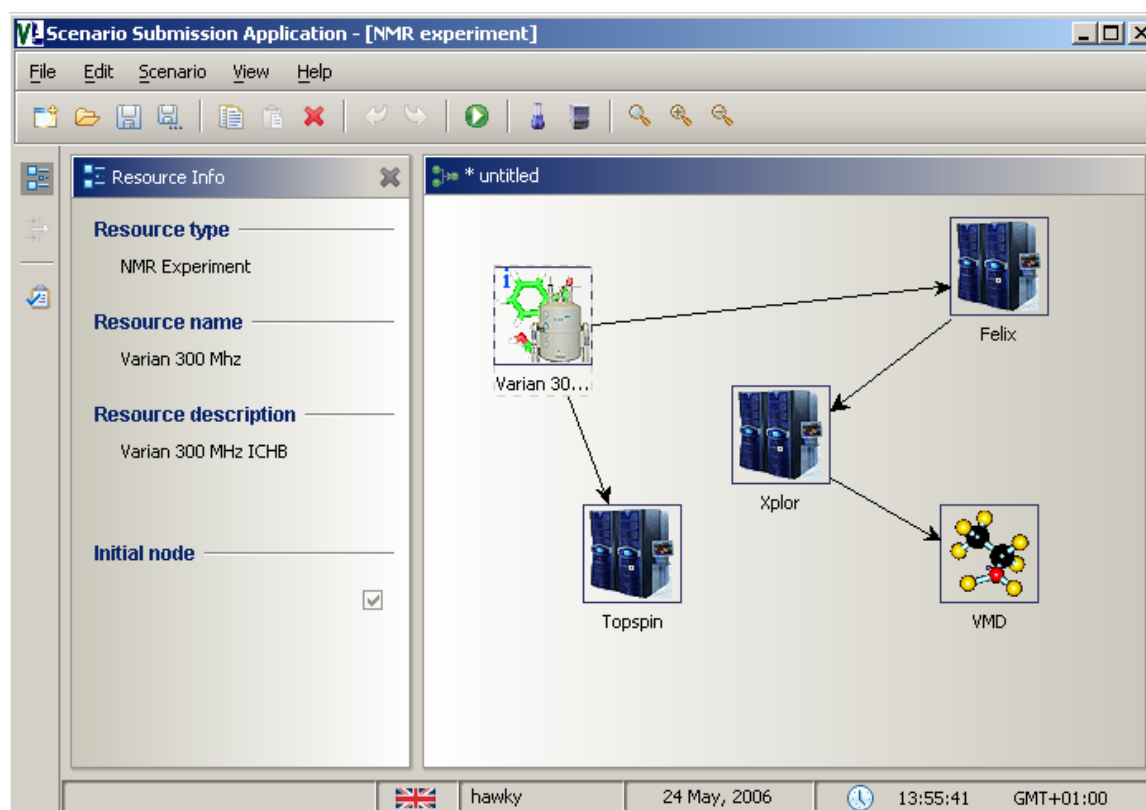 Scenario Submission Application - [NMR experiment]
File Edit Scenario View Help
Resource Info
Resource type
NMR Experiment
Resource name
Varian 300 Mhz
Resource description
Varian 300 MHz ICHB
Initial node
* untitled
Varian 30...
Felix
Xplor
Topspin
VMD
hawky 24 May, 2006 13:55:41 GMT+01:00